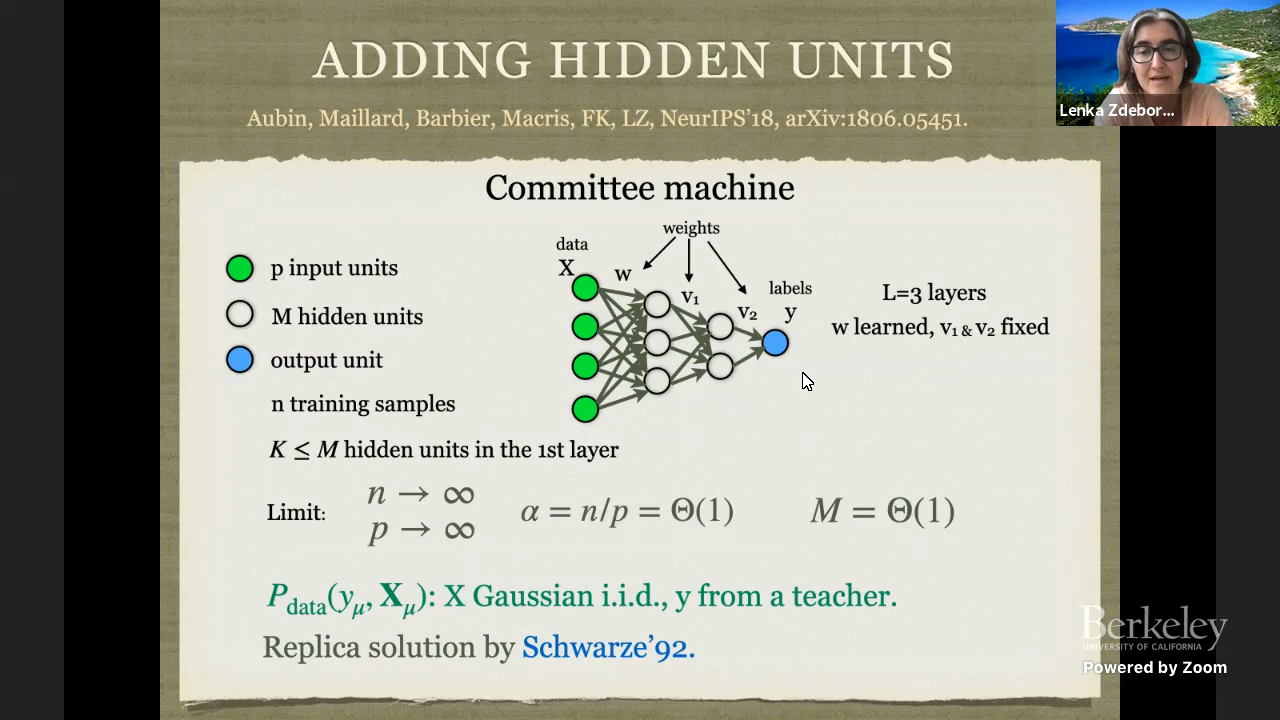 ADDING HIDDEN UNITS
Aubin, Maillard, Barbier, Macris, FK, LZ, NeurIPS'18, arXiv:1806.05451.
Lenka Zdebor...
Committee machine
weights
data
X
w
v₁
v₂
labels
y
p input units
M hidden units
output unit
n training samples
L=3 layers
w learned, v₁ & v₂ fixed
K ≤ M hidden units in the 1st layer
Limit:
n → ∞
p → ∞
α = n/p = Θ(1)
M = Θ(1)
P_data(y_μ, X_μ): X Gaussian i.i.d., y from a teacher.
Replica solution by Schwarze'92.
Berkeley
UNIVERSITY OF CALIFORNIA
Powered by Zoom